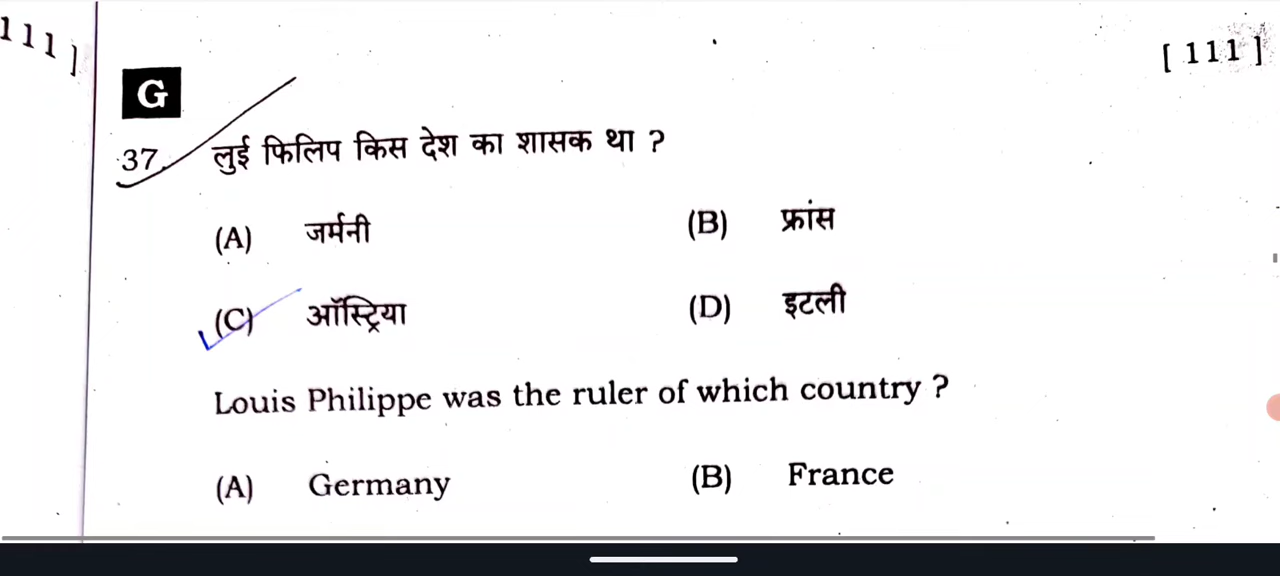 111]
[ 111 ]
G
37. लुई फिलिप किस देश का शासक था ?
(A) जर्मनी (B) फ्रांस
(C) ऑस्ट्रिया (D) इटली
Louis Philippe was the ruler of which country ?
(A) Germany (B) France